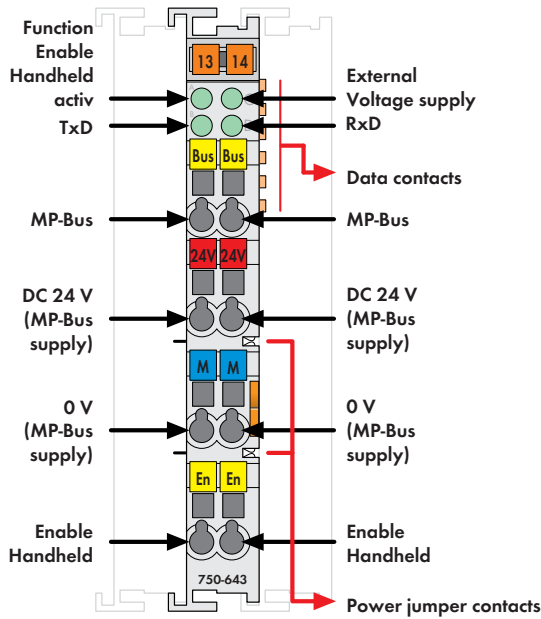 Function
Enable
Handheld
activ
TxD
13 14
External
Voltage supply
RxD
Bus Bus
Data contacts
MP-Bus
MP-Bus
24V 24V
DC 24 V
(MP-Bus
supply)
DC 24 V
(MP-Bus
supply)
M M
0 V
(MP-Bus
supply)
0 V
(MP-Bus
supply)
En En
Enable
Handheld
Enable
Handheld
750-643
Power jumper contacts